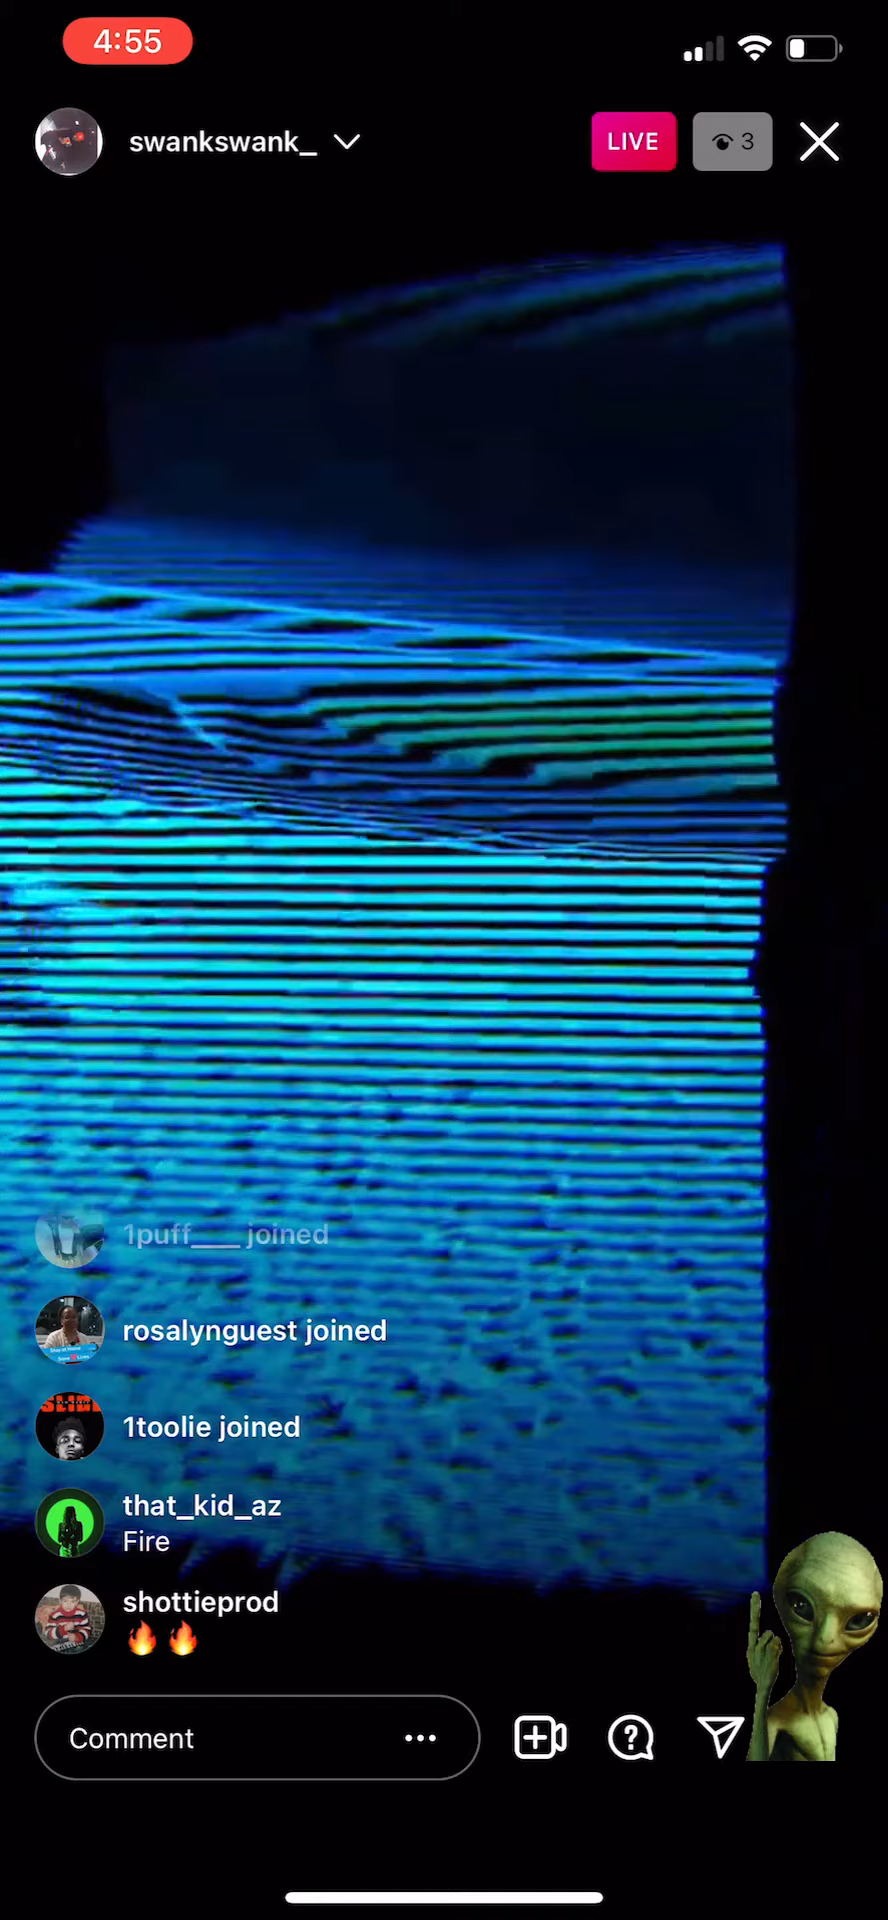 4:55
swankswank_
LIVE
3
1puff___ joined
rosalynguest joined
1toolie joined
that_kid_az
Fire
shottieprod
🔥 🔥
Comment